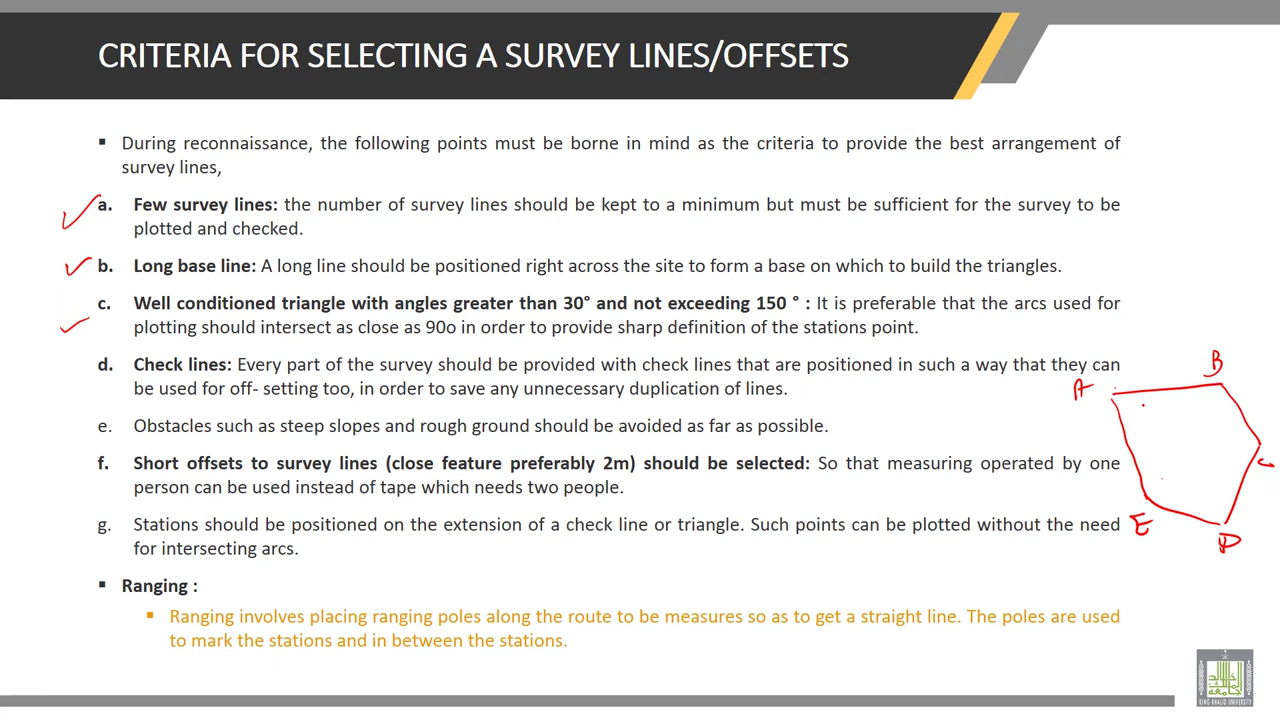 CRITERIA FOR SELECTING A SURVEY LINES/OFFSETS
▪ During reconnaissance, the following points must be borne in mind as the criteria to provide the best arrangement of
survey lines,
a. Few survey lines: the number of survey lines should be kept to a minimum but must be sufficient for the survey to be
plotted and checked.
b. Long base line: A long line should be positioned right across the site to form a base on which to build the triangles.
c. Well conditioned triangle with angles greater than 30° and not exceeding 150 ° : It is preferable that the arcs used for
plotting should intersect as close as 90o in order to provide sharp definition of the stations point.
d. Check lines: Every part of the survey should be provided with check lines that are positioned in such a way that they can
be used for off- setting too, in order to save any unnecessary duplication of lines.
e. Obstacles such as steep slopes and rough ground should be avoided as far as possible.
f. Short offsets to survey lines (close feature preferably 2m) should be selected: So that measuring operated by one
person can be used instead of tape which needs two people.
g. Stations should be positioned on the extension of a check line or triangle. Such points can be plotted without the need
for intersecting arcs.
▪ Ranging :
▪ Ranging involves placing ranging poles along the route to be measures so as to get a straight line. The poles are used
to mark the stations and in between the stations.
A
B
C
D
E
KING KHALID UNIVERSITY